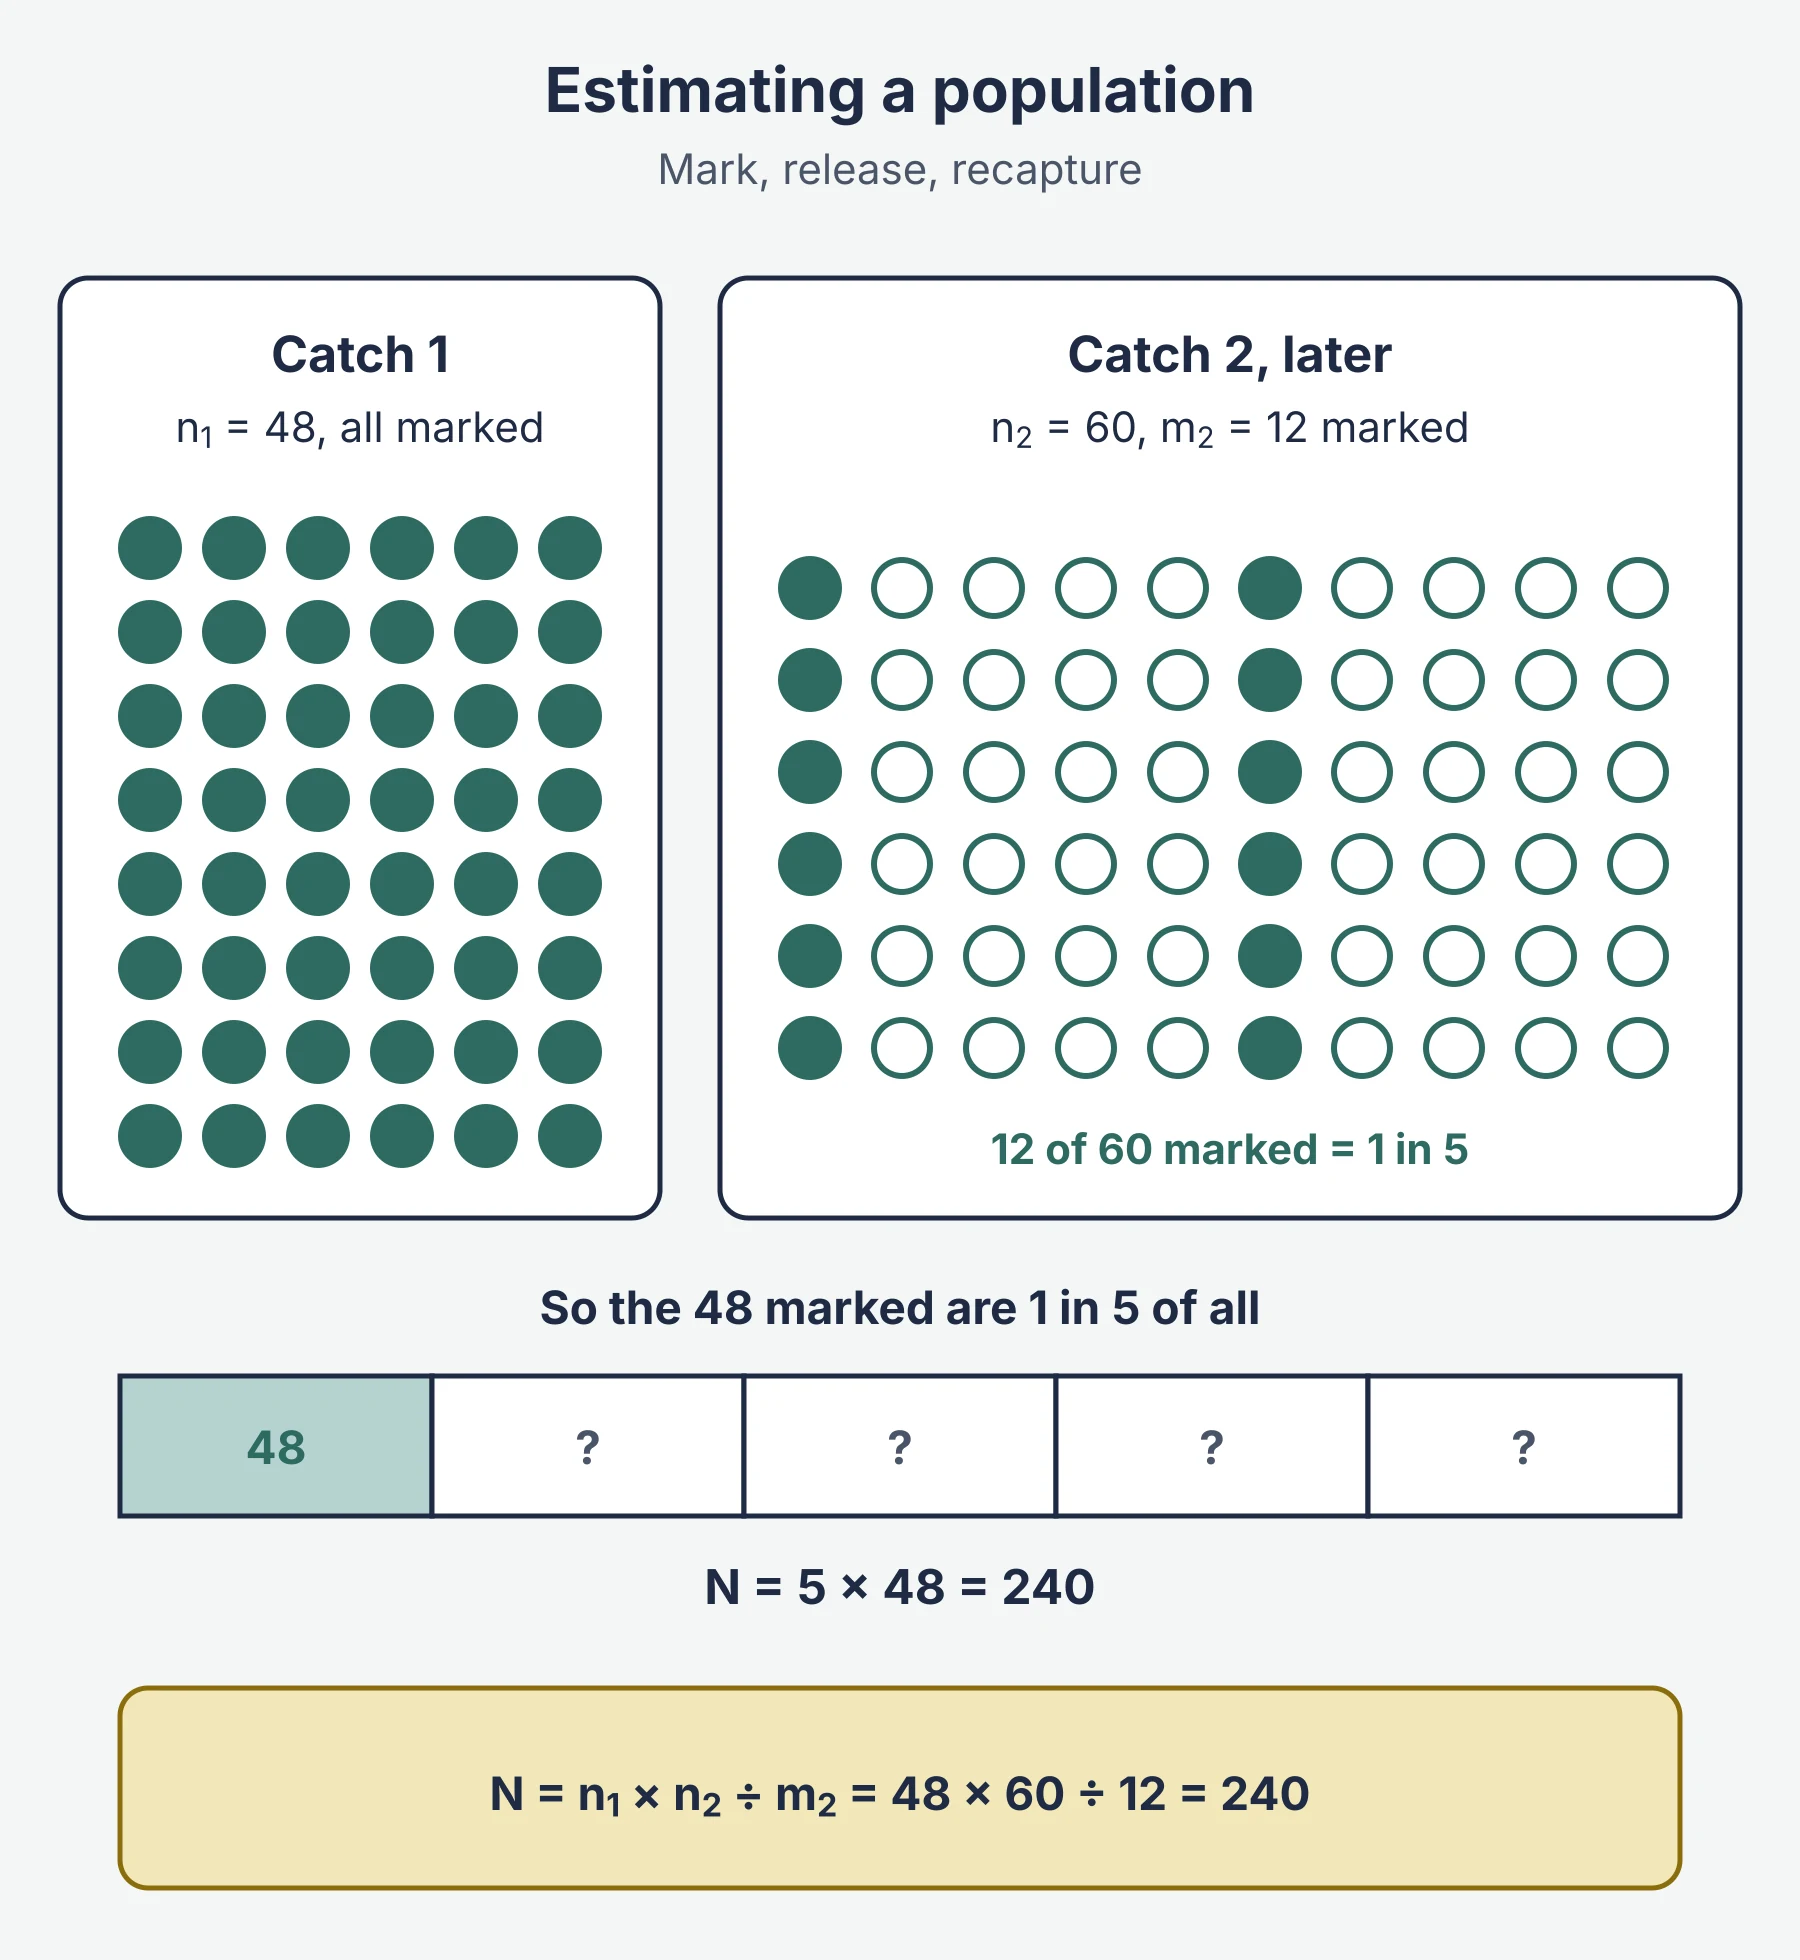 Estimating a population
Mark, release, recapture
Catch 1
n₁ = 48, all marked
Catch 2, later
n₂ = 60, m₂ = 12 marked
12 of 60 marked = 1 in 5
So the 48 marked are 1 in 5 of all
48 ? ? ? ?
N = 5 × 48 = 240
N = n₁ × n₂ ÷ m₂ = 48 × 60 ÷ 12 = 240